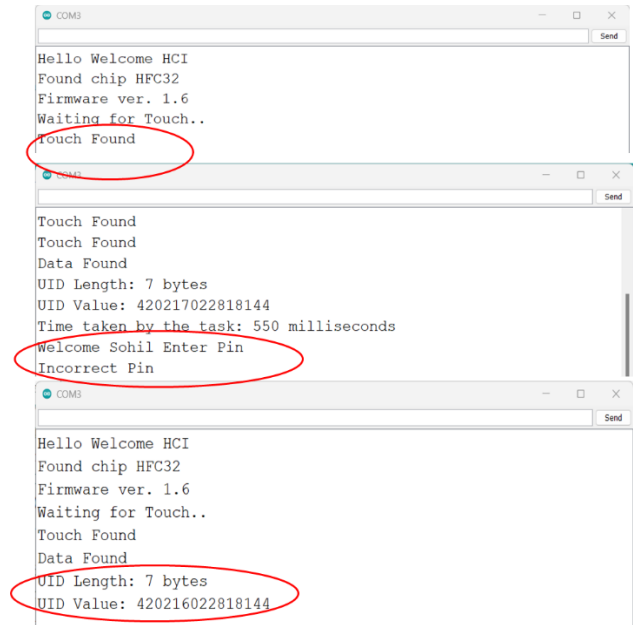 COM3
Send
Hello Welcome HCI
Found chip HFC32
Firmware ver. 1.6
Waiting for Touch..
Touch Found
COM3
Send
Touch Found
Touch Found
Data Found
UID Length: 7 bytes
UID Value: 420217022818144
Time taken by the task: 550 milliseconds
Welcome Sohil Enter Pin
Incorrect Pin
COM3
Send
Hello Welcome HCI
Found chip HFC32
Firmware ver. 1.6
Waiting for Touch..
Touch Found
Data Found
UID Length: 7 bytes
UID Value: 420216022818144